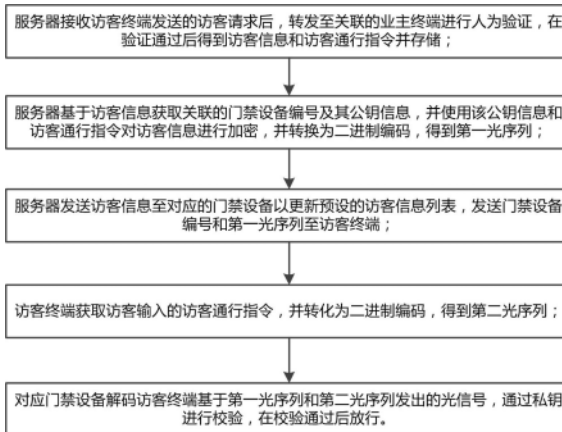 服务器接收访客终端发送的访客请求后，转发至关联的业主终端进行人为验证，在
验证通过后得到访客信息和访客通行指令并存储；
服务器基于访客信息获取关联的门禁设备编号及其公钥信息，并使用该公钥信息和
访客通行指令对访客信息进行加密，并转换为二进制编码，得到第一光序列；
服务器发送访客信息至对应的门禁设备以更新预设的访客信息列表，发送门禁设备
编号和第一光序列至访客终端；
访客终端获取访客输入的访客通行指令，并转化为二进制编码，得到第二光序列；
对应门禁设备解码访客终端基于第一光序列和第二光序列发出的光信号，通过私钥
进行校验，在校验通过后放行。